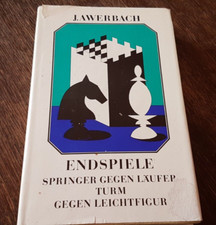 J.AWERBACH
ENDSPIELE
SPRINGER GEGEN LÄUFER
TURM
GEGEN LEICHTFIGUR